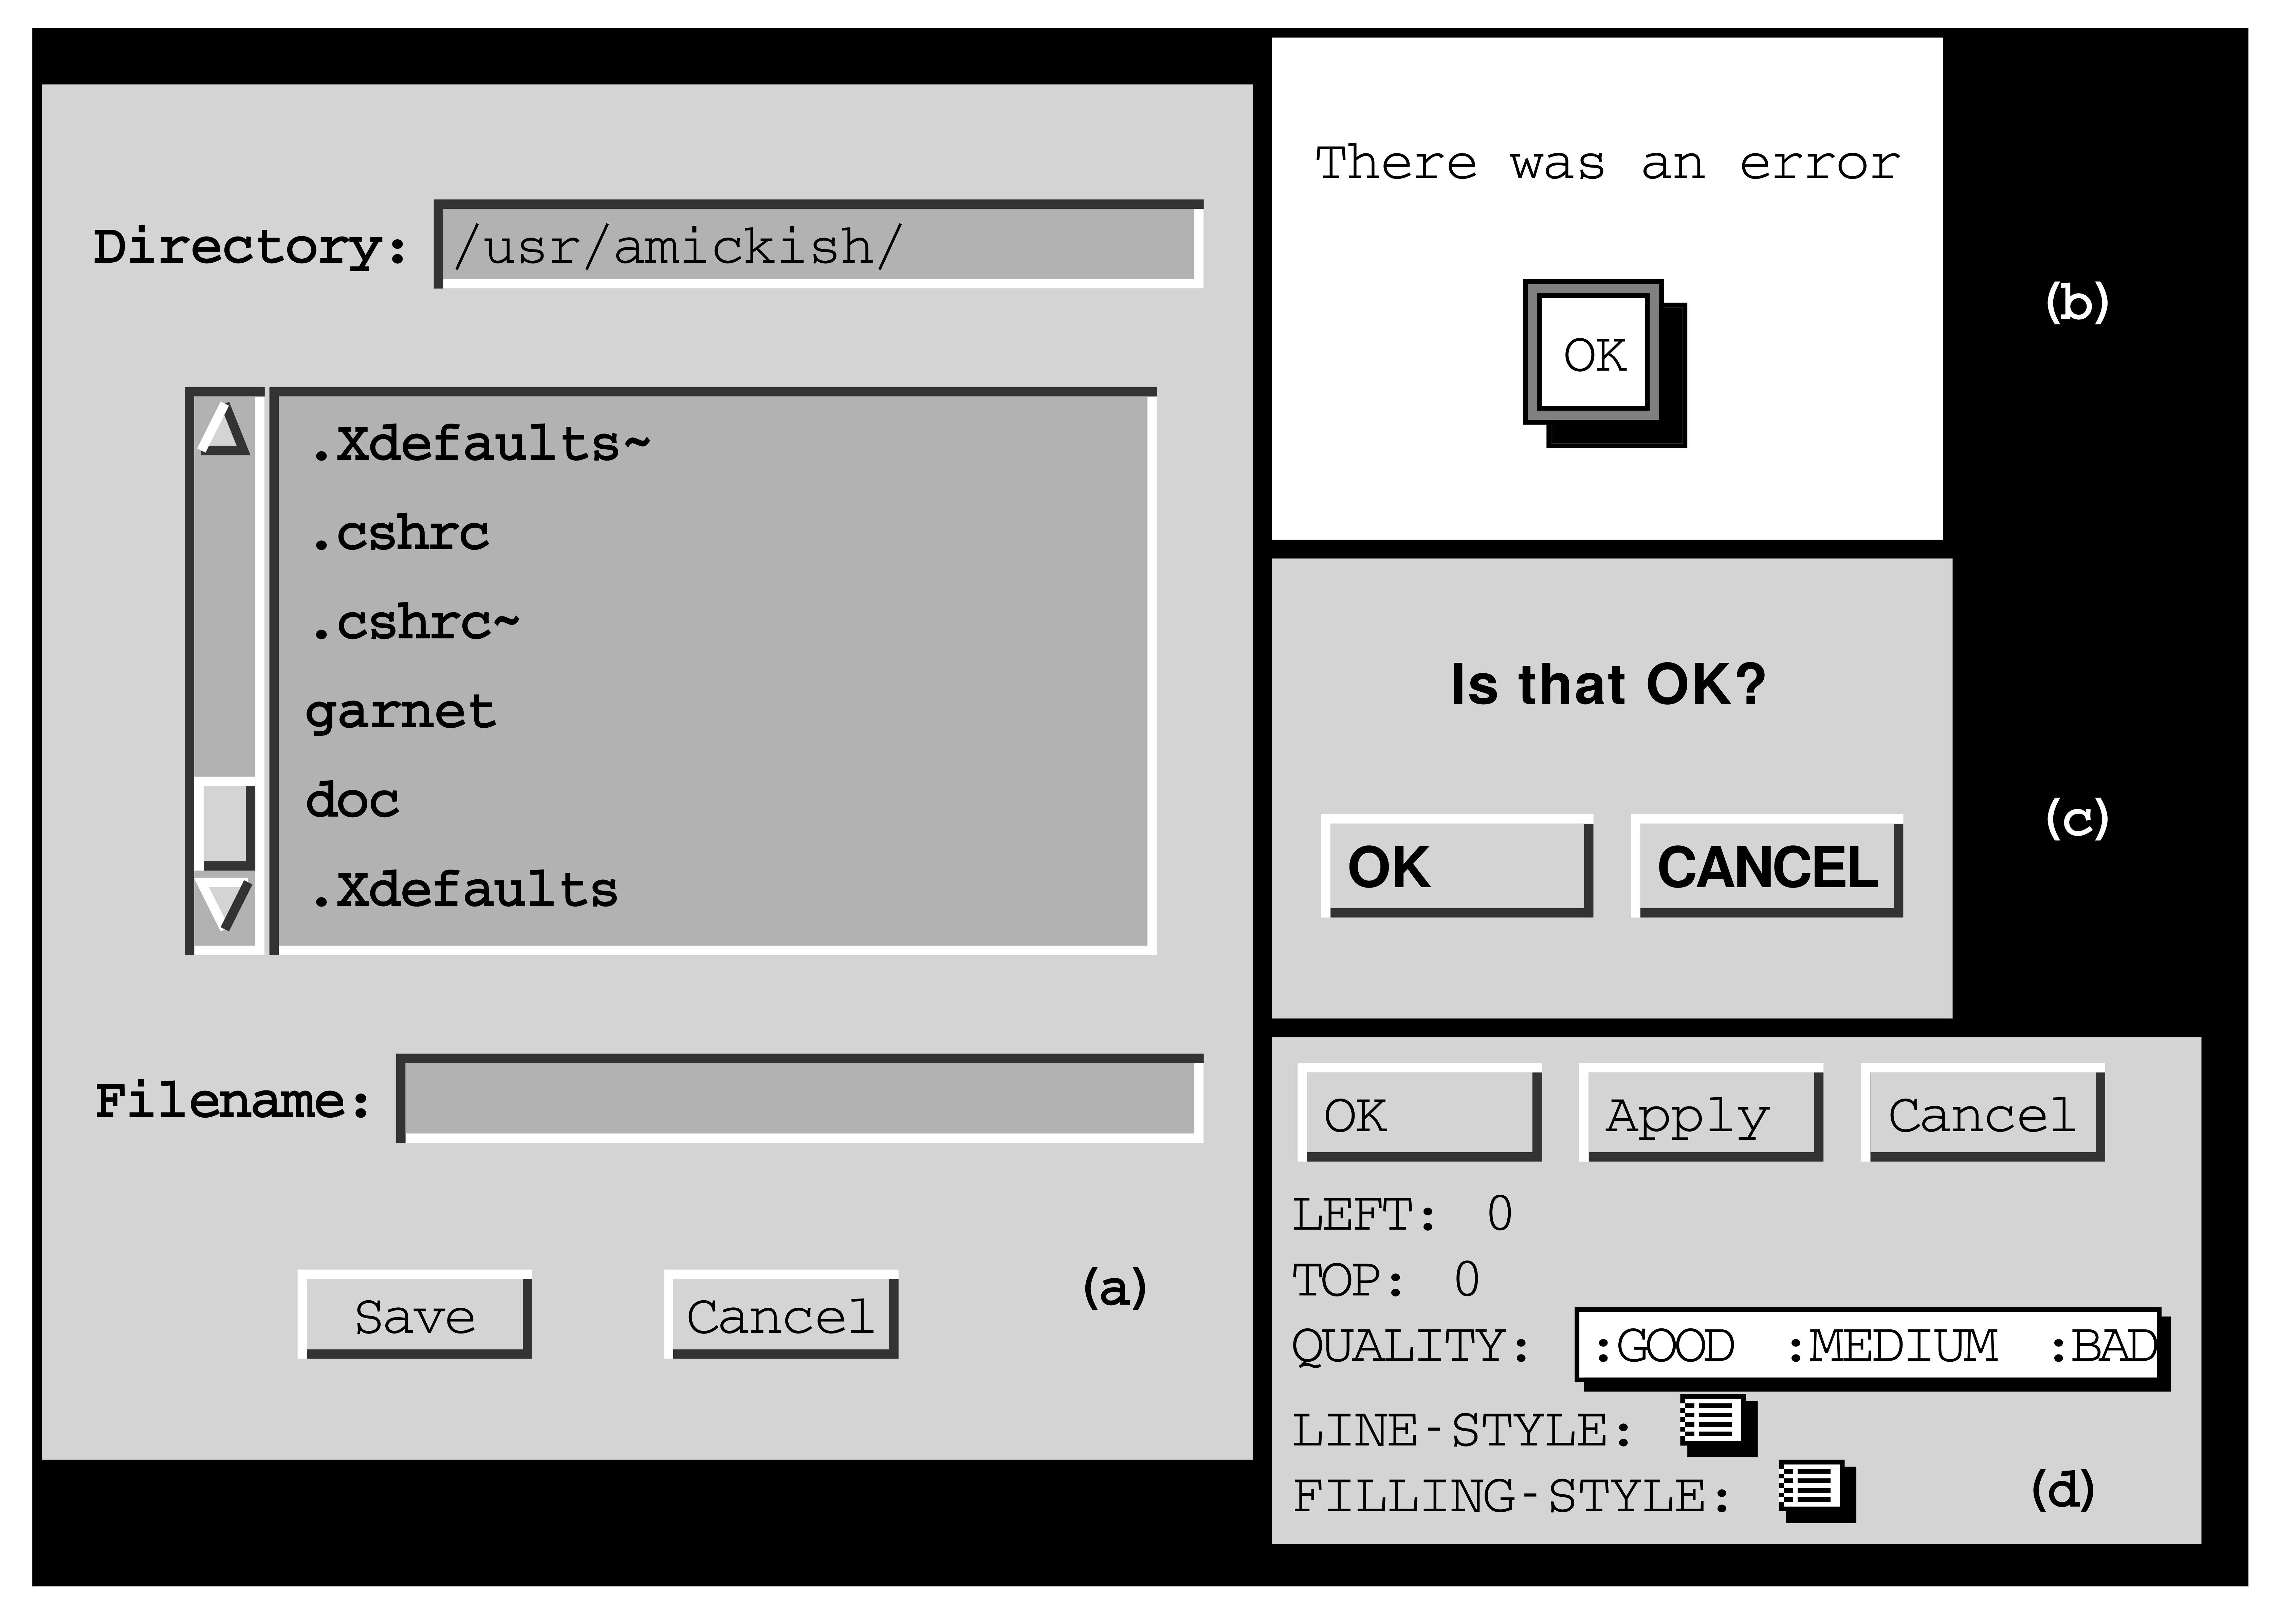 Directory: /usr/amickish/
.Xdefaults~
.cshrc
.cshrc~
garnet
doc
.Xdefaults
Filename:
Save Cancel (a)
There was an error
OK
(b)
Is that OK?
OK CANCEL
(c)
OK Apply Cancel
LEFT: 0
TOP: 0
QUALITY: :GOOD :MEDIUM :BAD
LINE-STYLE:
FILLING-STYLE:
(d)